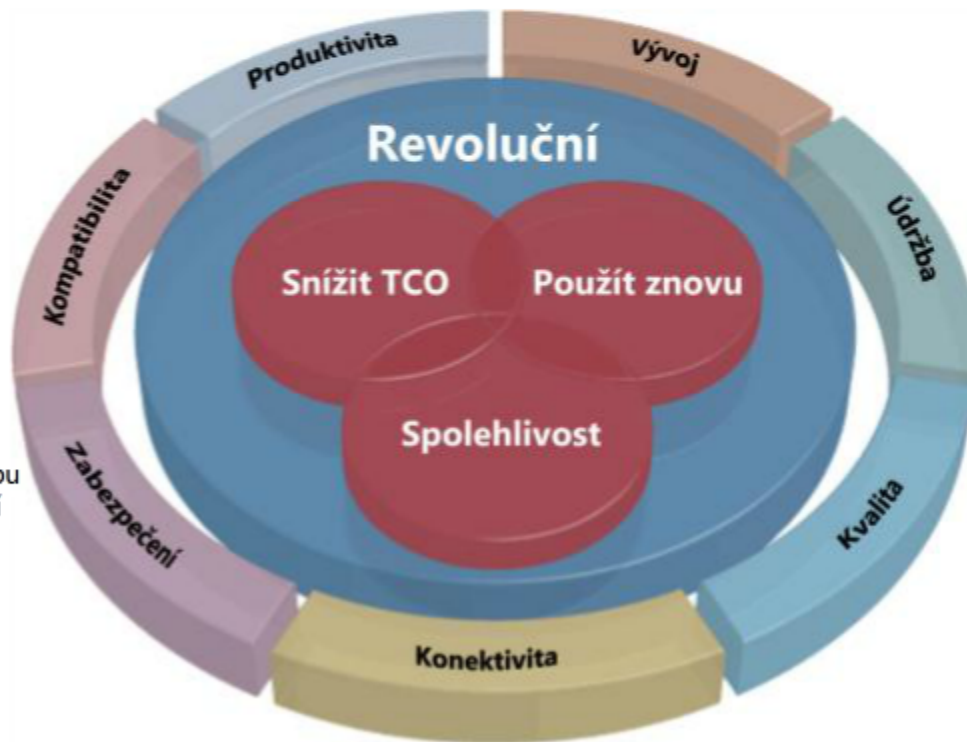 Produktivita
Vývoj
Revoluční
Kompatibilita
Údržba
Snížit TCO
Použít znovu
Spolehlivost
Zabezpečení
Kvalita
Konektivita